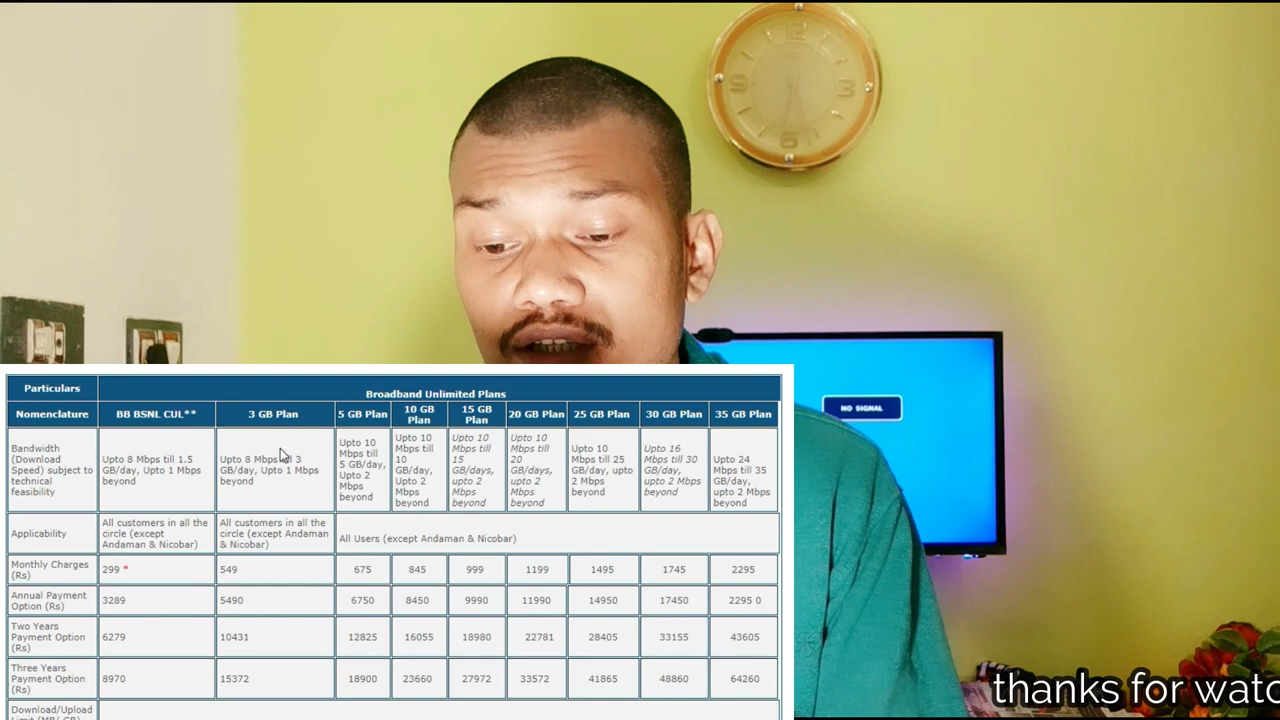 12
9
3
6
NO SIGNAL
Particulars
Broadband Unlimited Plans
Nomenclature
BB BSNL CUL**
3 GB Plan
5 GB Plan
10 GB
Plan
15 GB
Plan
20 GB Plan
25 GB Plan
30 GB Plan
35 GB Plan
Bandwidth
(Download
Speed) subject to
technical
feasibility
Upto 8 Mbps till 1.5
GB/day, Upto 1 Mbps
beyond
Upto 8 Mbps 3
GB/day, Upto 1 Mbps
beyond
Upto 10
Mbps till
5 GB/day,
Upto 2
Mbps
beyond
Upto 10
Mbps till
10
GB/day,
Upto 2
Mbps
beyond
Upto 10
Mbps till
15
GB/days,
upto 2
Mbps
beyond
Upto 10
Mbps till
20
GB/days,
upto 2
Mbps
beyond
Upto 10
Mbps till 25
GB/day, upto
2 Mbps
beyond
Upto 16
Mbps till 30
GB/day,
upto 2 Mbps
beyond
Upto 24
Mbps till 35
GB/day,
upto 2 Mbps
beyond
Applicability
All customers in all the
circle (except
Andaman & Nicobar)
All customers in all the
circle (except Andaman
& Nicobar)
All Users (except Andaman & Nicobar)
Monthly Charges
(Rs)
299 *
549
675
845
999
1199
1495
1745
2295
Annual Payment
Option (Rs)
3289
5490
6750
8450
9990
11990
14950
17450
2295 0
Two Years
Payment Option
(Rs)
6279
10431
12825
16055
18980
22781
28405
33155
43605
Three Years
Payment Option
(Rs)
8970
15372
18900
23660
27972
33572
41865
48860
64260
Download/Upload
Limit (MB/ GB)
thanks for watc